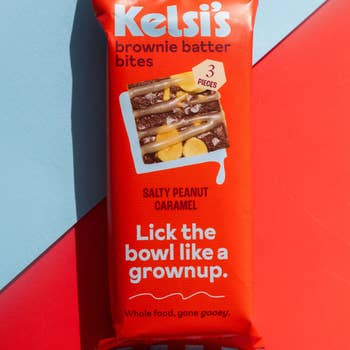 Kelsi's
brownie batter
bites
3
PIECES
SALTY PEANUT
CARAMEL
Lick the
bowl like a
grownup.
Whole food, gone gooey.